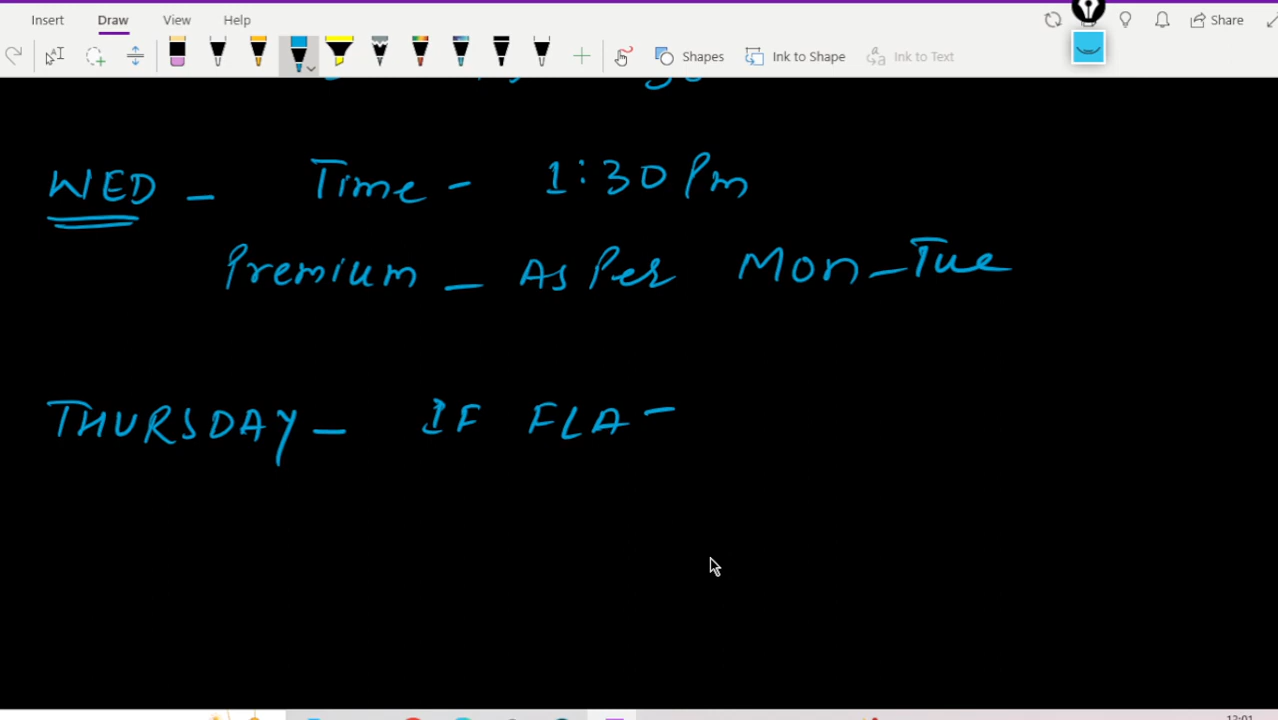 Insert Draw View Help Share
Shapes Ink to Shape Ink to Text
WED - Time - 1:30 Pm
Premium - As Per Mon-Tue
THURSDAY - IF FLA